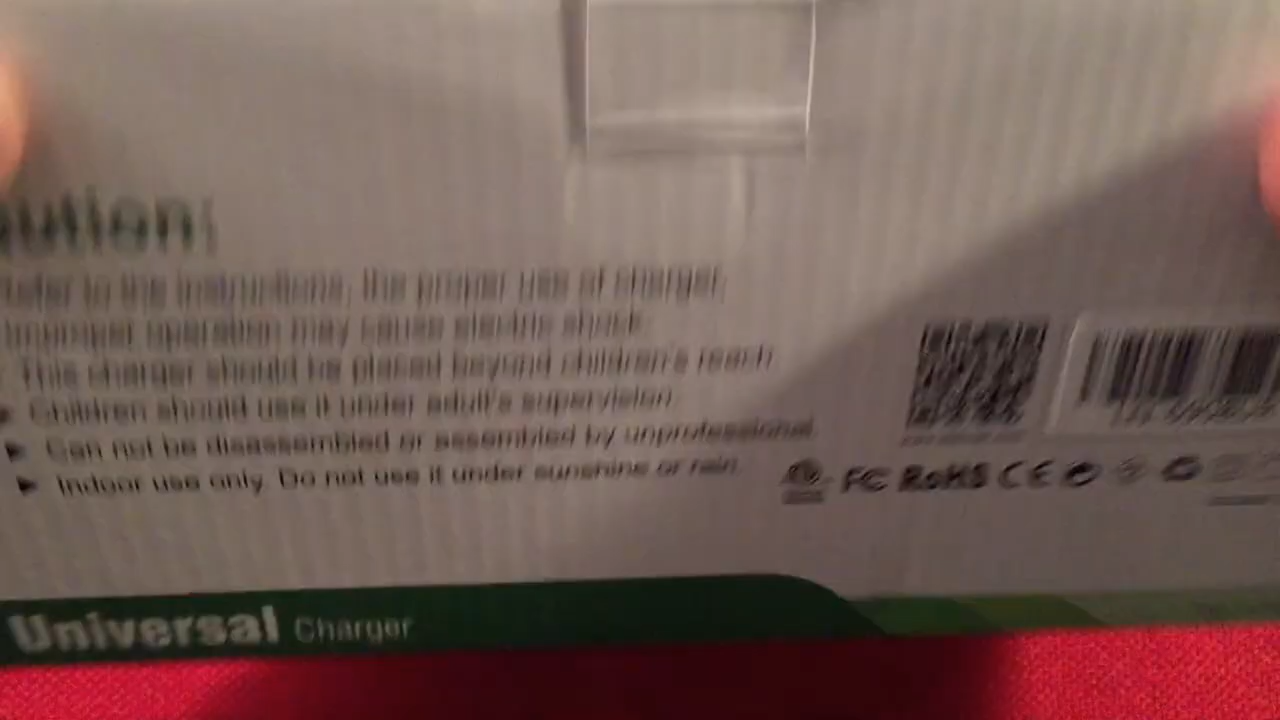 aution:
Refer to the instructions, the proper use of charger.
Improper operation may cause electric shock.
This charger should be placed beyond children's reach
Children should use it under adult's supervision.
Can not be disassembled or assembled by unprofessional.
Indoor use only. Do not use it under sunshine or rain.
FC RoHS CE
Universal Charger